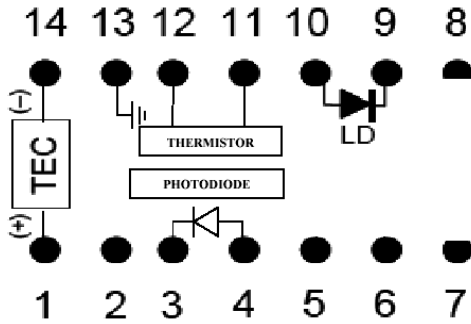 14 13 12 11 10 9 8
(−)
THERMISTOR
LD
TEC
PHOTODIODE
(+)
1 2 3 4 5 6 7